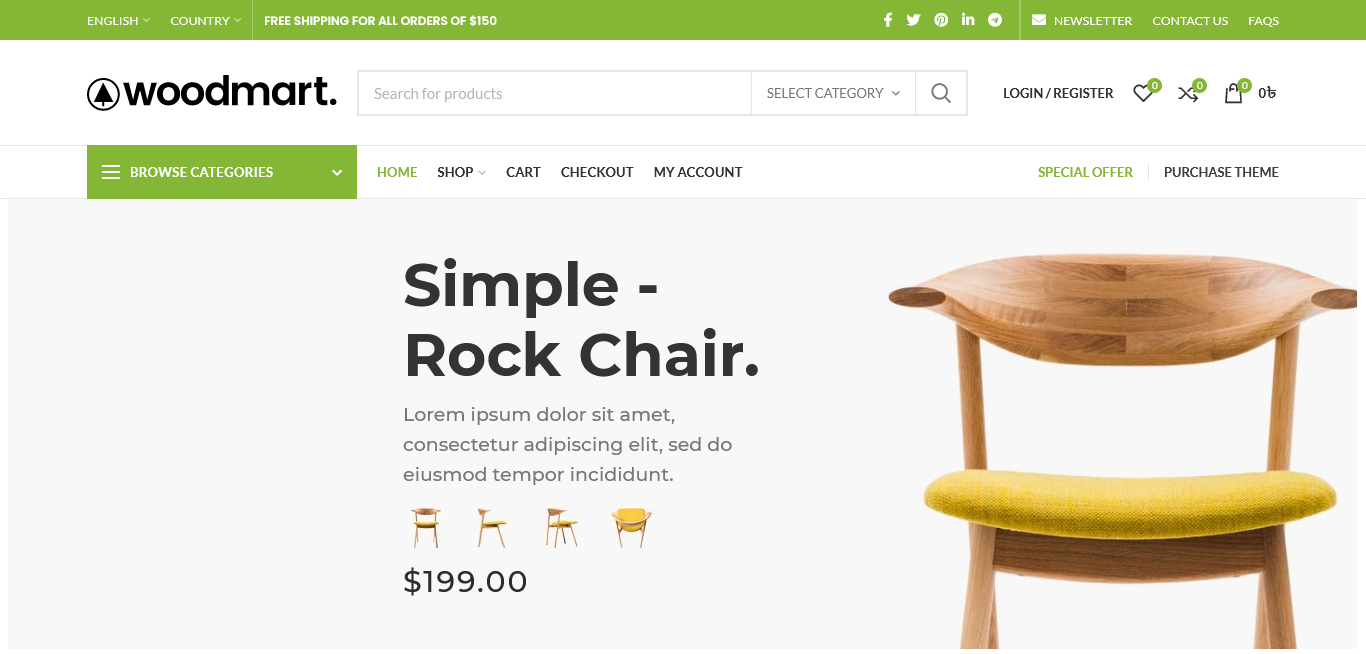 ENGLISH COUNTRY FREE SHIPPING FOR ALL ORDERS OF $150 NEWSLETTER CONTACT US FAQS
woodmart. Search for products SELECT CATEGORY LOGIN / REGISTER 0 0 0 0৳
BROWSE CATEGORIES HOME SHOP CART CHECKOUT MY ACCOUNT SPECIAL OFFER PURCHASE THEME
Simple -
Rock Chair.
Lorem ipsum dolor sit amet,
consectetur adipiscing elit, sed do
eiusmod tempor incididunt.
$199.00